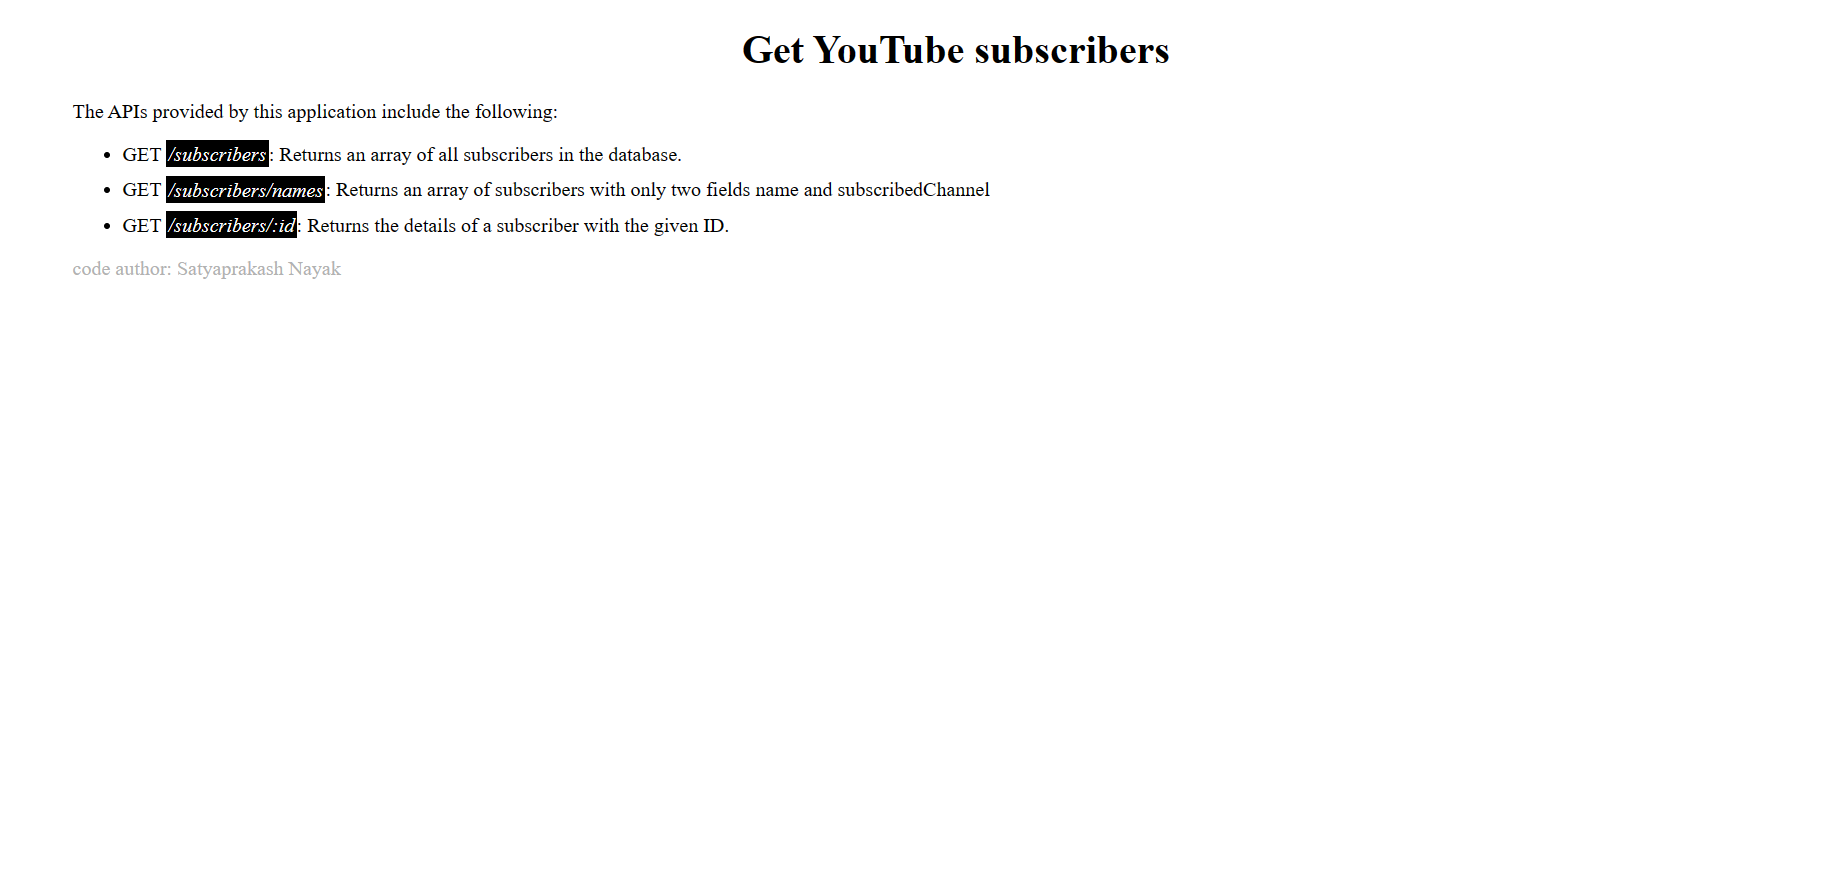 Get YouTube subscribers
The APIs provided by this application include the following:
• GET /subscribers: Returns an array of all subscribers in the database.
• GET /subscribers/names: Returns an array of subscribers with only two fields name and subscribedChannel
• GET /subscribers/:id: Returns the details of a subscriber with the given ID.
code author: Satyaprakash Nayak